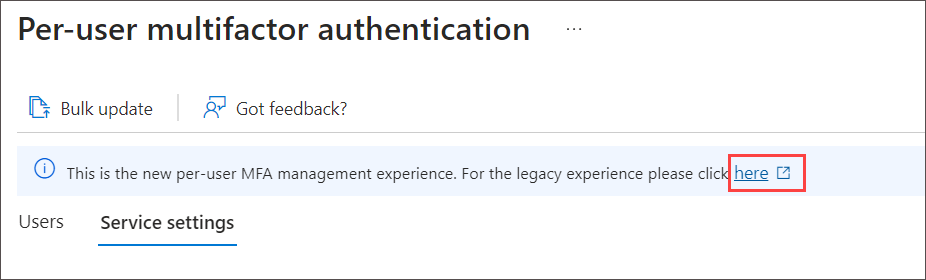 Per-user multifactor authentication ...
Bulk update Got feedback?
This is the new per-user MFA management experience. For the legacy experience please click here
Users Service settings